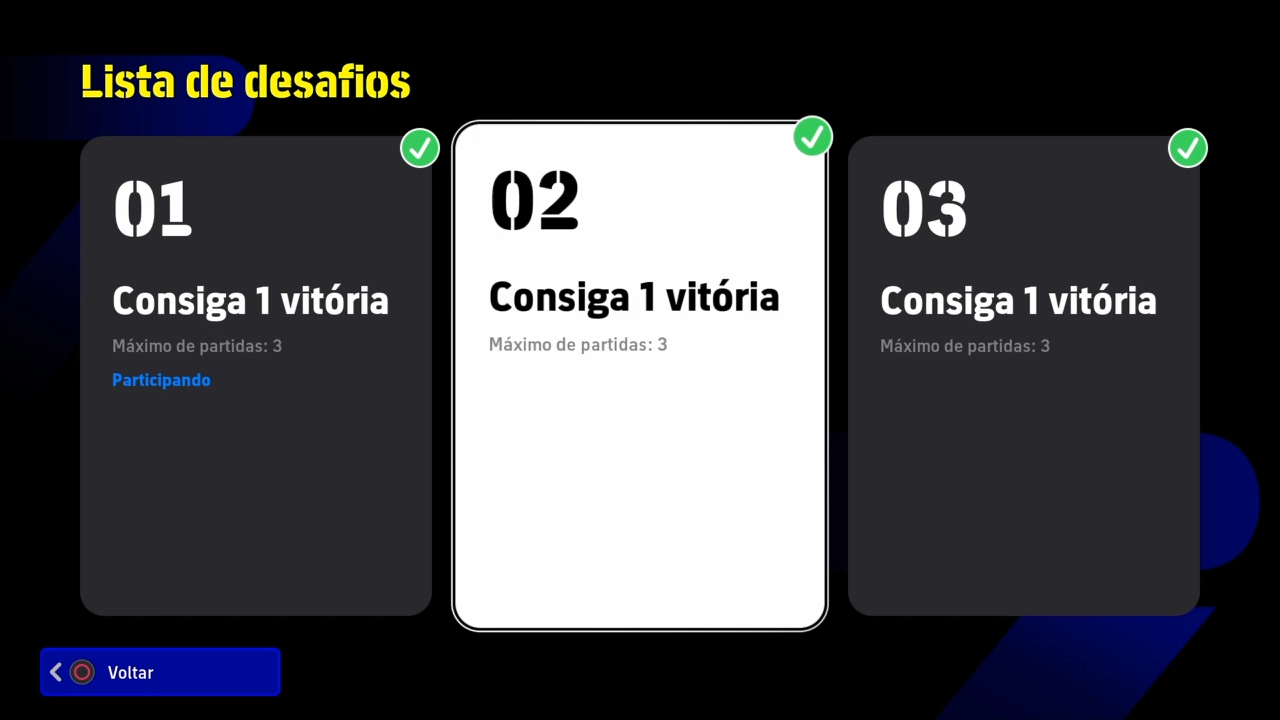 Lista de desafios
01
Consiga 1 vitória
Máximo de partidas: 3
Participando
02
Consiga 1 vitória
Máximo de partidas: 3
03
Consiga 1 vitória
Máximo de partidas: 3
Voltar